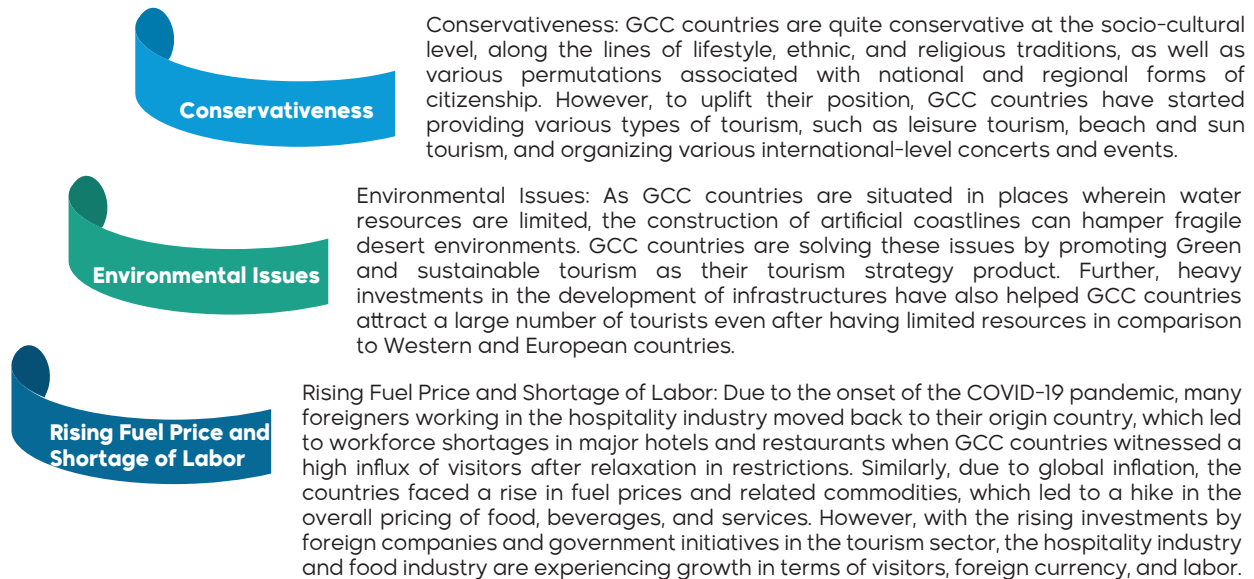 Conservativeness
Conservativeness: GCC countries are quite conservative at the socio-cultural
level, along the lines of lifestyle, ethnic, and religious traditions, as well as
various permutations associated with national and regional forms of
citizenship. However, to uplift their position, GCC countries have started
providing various types of tourism, such as leisure tourism, beach and sun
tourism, and organizing various international-level concerts and events.
Environmental Issues
Environmental Issues: As GCC countries are situated in places wherein water
resources are limited, the construction of artificial coastlines can hamper fragile
desert environments. GCC countries are solving these issues by promoting Green
and sustainable tourism as their tourism strategy product. Further, heavy
investments in the development of infrastructures have also helped GCC countries
attract a large number of tourists even after having limited resources in comparison
to Western and European countries.
Rising Fuel Price and
Shortage of Labor
Rising Fuel Price and Shortage of Labor: Due to the onset of the COVID-19 pandemic, many
foreigners working in the hospitality industry moved back to their origin country, which led
to workforce shortages in major hotels and restaurants when GCC countries witnessed a
high influx of visitors after relaxation in restrictions. Similarly, due to global inflation, the
countries faced a rise in fuel prices and related commodities, which led to a hike in the
overall pricing of food, beverages, and services. However, with the rising investments by
foreign companies and government initiatives in the tourism sector, the hospitality industry
and food industry are experiencing growth in terms of visitors, foreign currency, and labor.